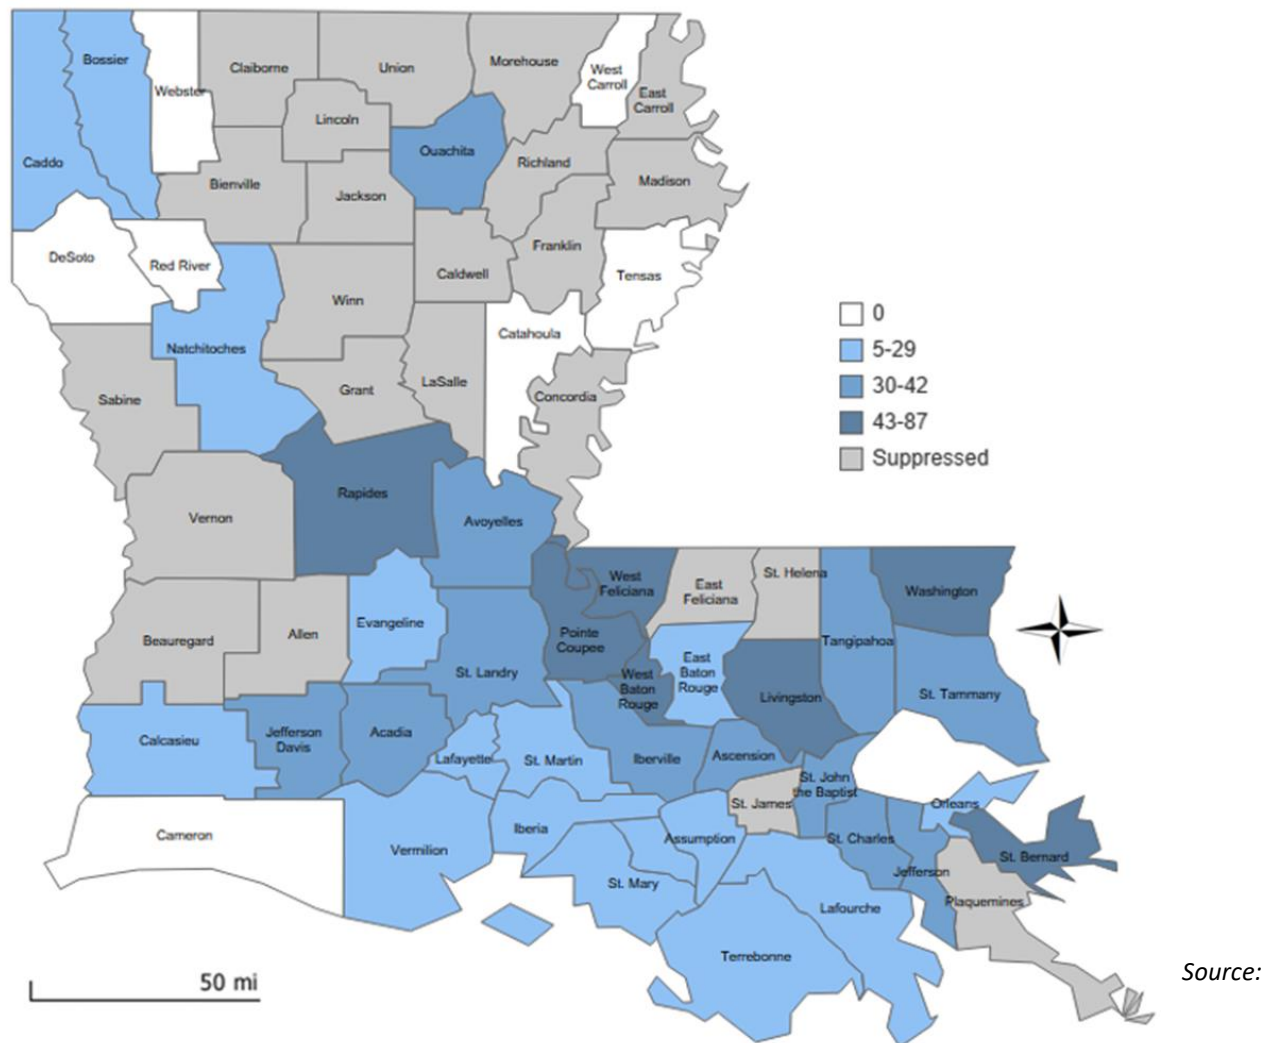 Bossier
Claiborne
Union
Morehouse
West
Carroll
East
Carroll
Webster
Lincoln
Caddo
Ouachita
Richland
Madison
Bienville
Jackson
Franklin
DeSoto
Red River
Caldwell
Tensas
Winn
Catahoula
Natchitoches
Sabine
Grant
LaSalle
Concordia
0
5-29
30-42
43-87
Suppressed
Rapides
Vernon
Avoyelles
West
Feliciana
East
Feliciana
St. Helena
Washington
Beauregard
Allen
Evangeline
Pointe
Coupee
Tangipahoa
St. Landry
West
Baton
Rouge
East
Baton
Rouge
Livingston
St. Tammany
Calcasieu
Jefferson
Davis
Acadia
Lafayette
St. Martin
Iberville
Ascension
St. James
St. John
the Baptist
Orleans
Cameron
Vermilion
Iberia
Assumption
St. Charles
St. Bernard
Jefferson
St. Mary
Plaquemines
Lafourche
Terrebonne
50 mi
Source: